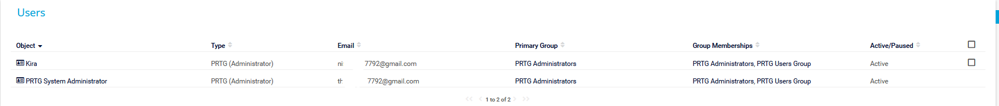 Users
Object Type Email Primary Group Group Memberships Active/Paused
Kira PRTG (Administrator) ni 7792@gmail.com PRTG Administrators PRTG Administrators, PRTG Users Group Active
PRTG System Administrator PRTG (Administrator) th 7792@gmail.com PRTG Administrators PRTG Administrators, PRTG Users Group Active
<< < 1 to 2 of 2 > >>